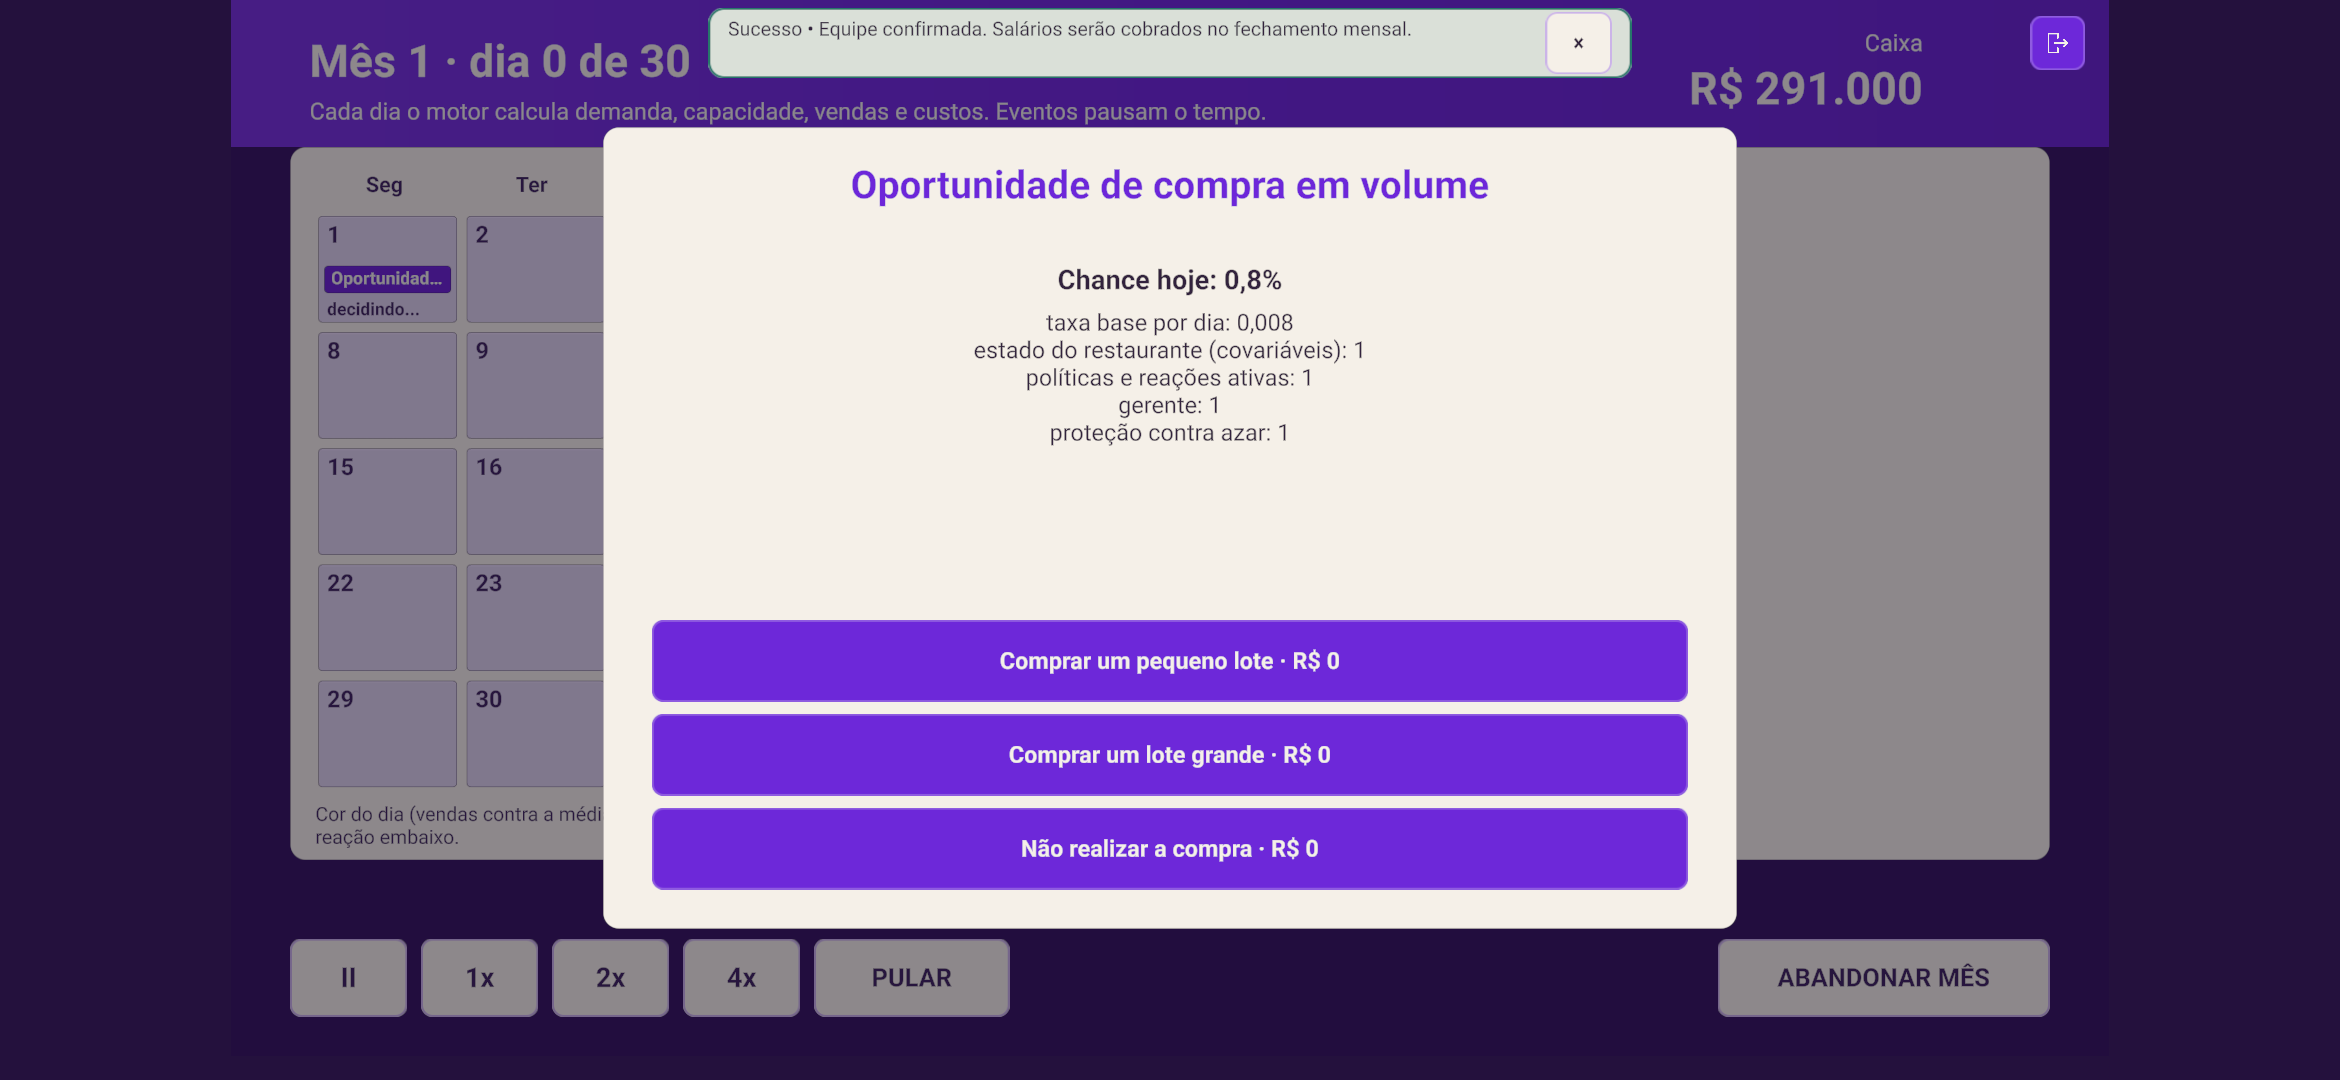 Sucesso • Equipe confirmada. Salários serão cobrados no fechamento mensal.
×
Mês 1 · dia 0 de 30
Cada dia o motor calcula demanda, capacidade, vendas e custos. Eventos pausam o tempo.
Caixa
R$ 291.000
Seg
Ter
1
Oportunidad...
decidindo...
2
8
9
15
16
22
23
29
30
Cor do dia (vendas contra a médi
reação embaixo.
Oportunidade de compra em volume
Chance hoje: 0,8%
taxa base por dia: 0,008
estado do restaurante (covariáveis): 1
políticas e reações ativas: 1
gerente: 1
proteção contra azar: 1
Comprar um pequeno lote · R$ 0
Comprar um lote grande · R$ 0
Não realizar a compra · R$ 0
II
1x
2x
4x
PULAR
ABANDONAR MÊS